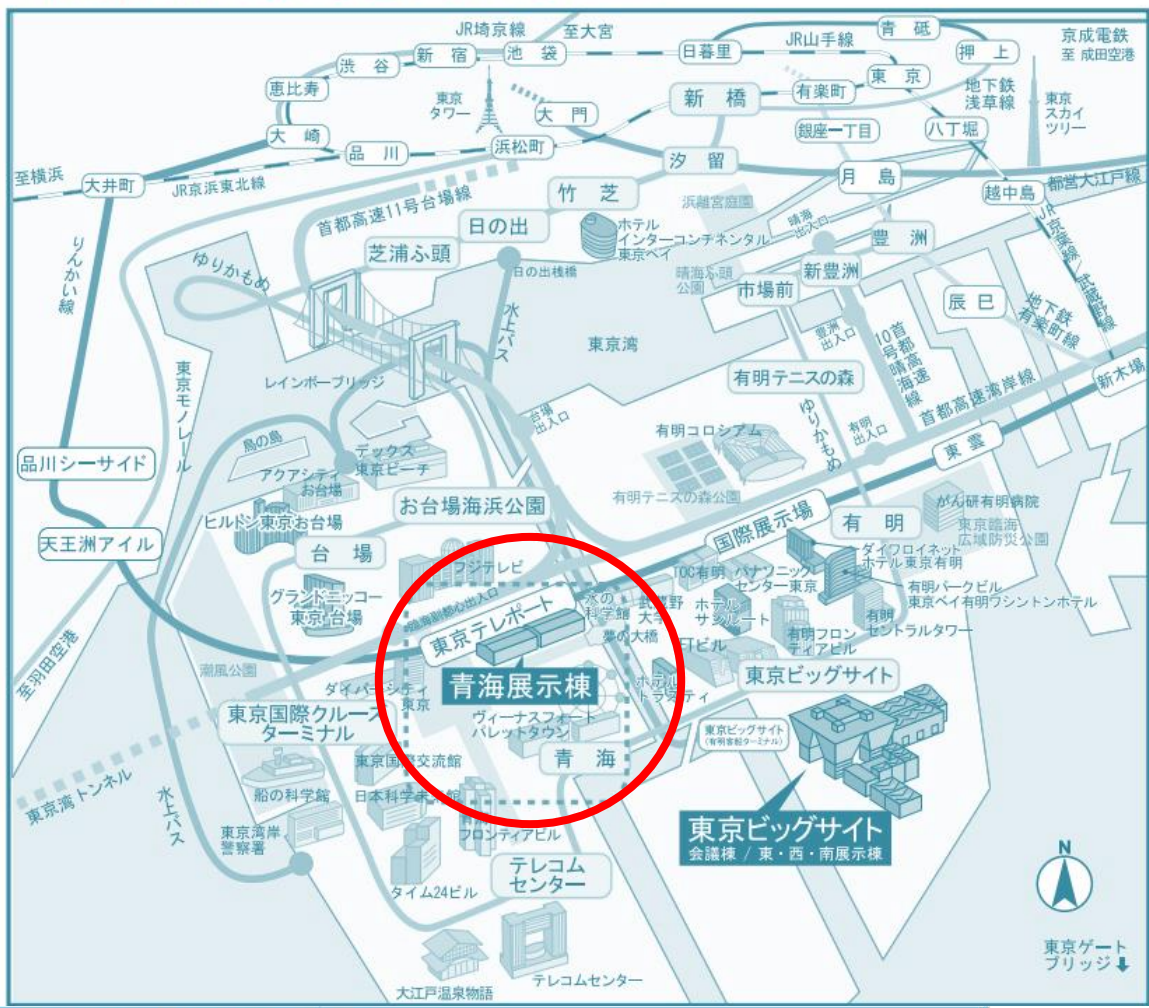 JR埼京線
至大宮
青砥
京成電鉄
至 成田空港
渋谷
新宿
池袋
日暮里
JR山手線
押上
恵比寿
東京
タワー
大門
新橋
有楽町
東京
地下鉄
浅草線
東京
スカイ
ツリー
大崎
品川
浜松町
銀座一丁目
八丁堀
至横浜
大井町
JR京浜東北線
汐留
月島
都営大江戸線
越中島
首都高速11号台場線
竹芝
浜離宮庭園
晴海
出入口
JR京葉線/武蔵野線
りんかい線
日の出
ホテル
インターコンチネンタル
東京ベイ
豊洲
芝浦ふ頭
ゆりかもめ
日の出桟橋
晴海ふ頭
公園
新豊洲
市場前
辰巳
地下鉄
有楽町線
水上バス
東京湾
豊洲
出入口
10号首都高速晴海線
東京モノレール
レインボーブリッジ
有明テニスの森
首都高速湾岸線
新木場
台場
出入口
ゆりかもめ
有明
出入口
鳥の島
デックス
東京ビーチ
有明コロシアム
東雲
品川シーサイド
アクアシティ
お台場
お台場海浜公園
有明テニスの森公園
がん研有明病院
ヒルトン東京お台場
国際展示場
有明
東京臨海
広域防災公園
天王洲アイル
台場
フジテレビ
ダイワロイネット
ホテル東京有明
TOC有明
パナソニック
センター東京
グランドニッコー
東京 台場
臨海副都心出入口
水の
科学館
武蔵野
大学
ホテル
サンルート
有明パークビル
東京ベイ有明ワシントンホテル
東京テレポート
夢の大橋
有明フロン
ティアビル
有明
セントラルタワー
至羽田空港
潮風公園
青海展示棟
TFTビル
ダイバーシティ
東京
ホテル
トラスティ
東京ビッグサイト
東京国際クルーズ
ターミナル
ヴィーナスフォート
パレットタウン
東京ビッグサイト
(有明客船ターミナル)
東京国際交流館
青海
東京湾トンネル
船の科学館
日本科学未来館
水上バス
東京湾岸
警察署
フロンティアビル
東京ビッグサイト
会議棟 / 東・西・南展示棟
タイム24ビル
テレコム
センター
N
大江戸温泉物語
テレコムセンター
東京ゲート
ブリッジ⬇